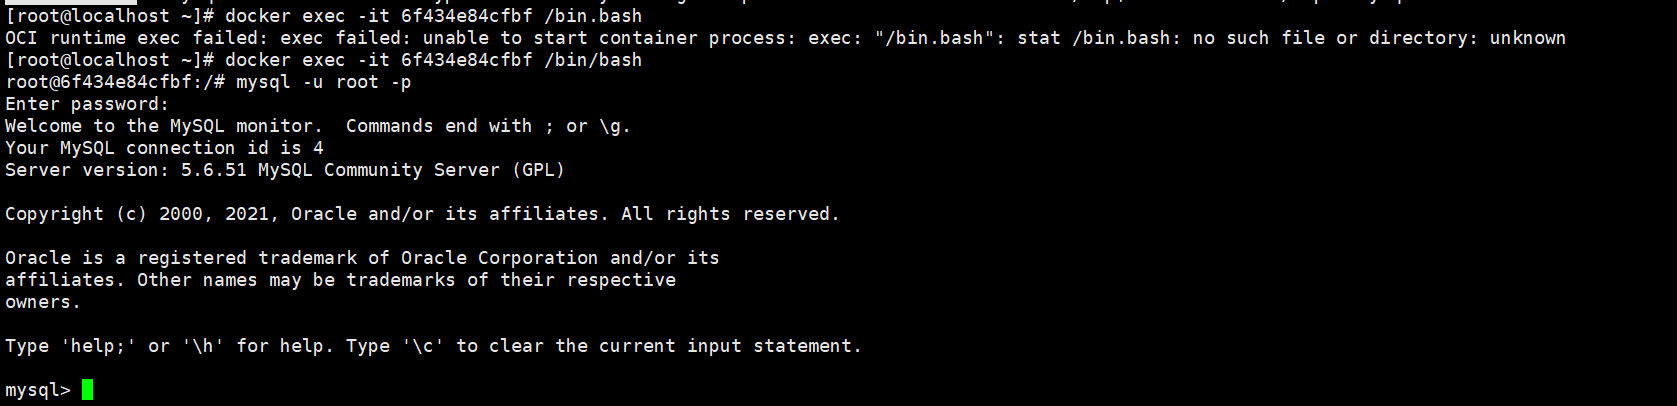 [root@localhost ~]# docker exec -it 6f434e84cfbf /bin.bash
OCI runtime exec failed: exec failed: unable to start container process: exec: "/bin.bash": stat /bin.bash: no such file or directory: unknown
[root@localhost ~]# docker exec -it 6f434e84cfbf /bin/bash
root@6f434e84cfbf:/# mysql -u root -p
Enter password:
Welcome to the MySQL monitor.  Commands end with ; or \g.
Your MySQL connection id is 4
Server version: 5.6.51 MySQL Community Server (GPL)
Copyright (c) 2000, 2021, Oracle and/or its affiliates. All rights reserved.
Oracle is a registered trademark of Oracle Corporation and/or its
affiliates. Other names may be trademarks of their respective
owners.
Type 'help;' or '\h' for help. Type '\c' to clear the current input statement.
mysql>